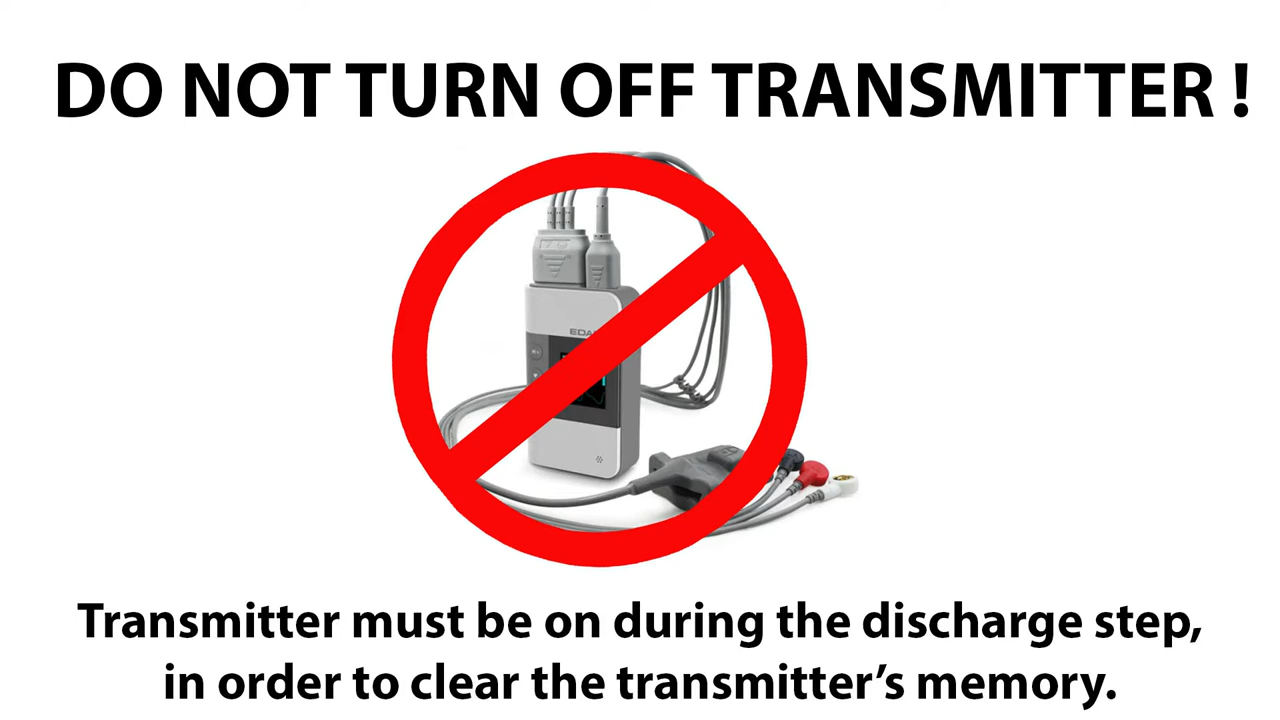 DO NOT TURN OFF TRANSMITTER !
Transmitter must be on during the discharge step,
in order to clear the transmitter’s memory.